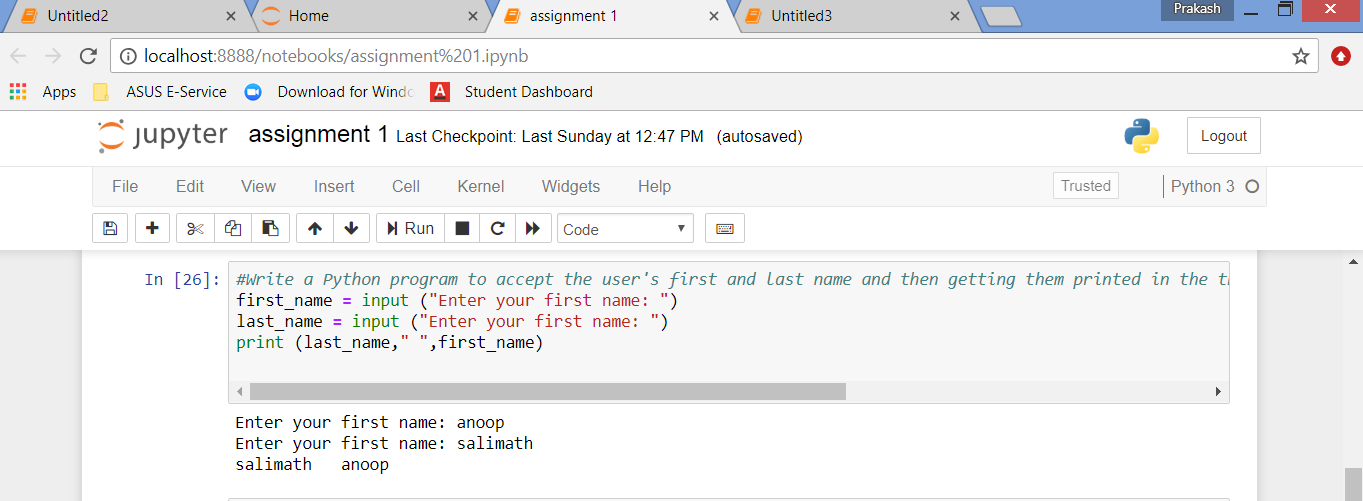 Untitled2
Home
assignment 1
Untitled3
Prakash
localhost:8888/notebooks/assignment%201.ipynb
Apps
ASUS E-Service
Download for Windo
A
Student Dashboard
jupyter assignment 1 Last Checkpoint: Last Sunday at 12:47 PM (autosaved)
Logout
File Edit View Insert Cell Kernel Widgets Help
Trusted
Python 3
Run
Code
In [26]: #Write a Python program to accept the user's first and last name and then getting them printed in the
first_name = input ("Enter your first name: ")
last_name = input ("Enter your first name: ")
print (last_name," ",first_name)
Enter your first name: anoop
Enter your first name: salimath
salimath   anoop